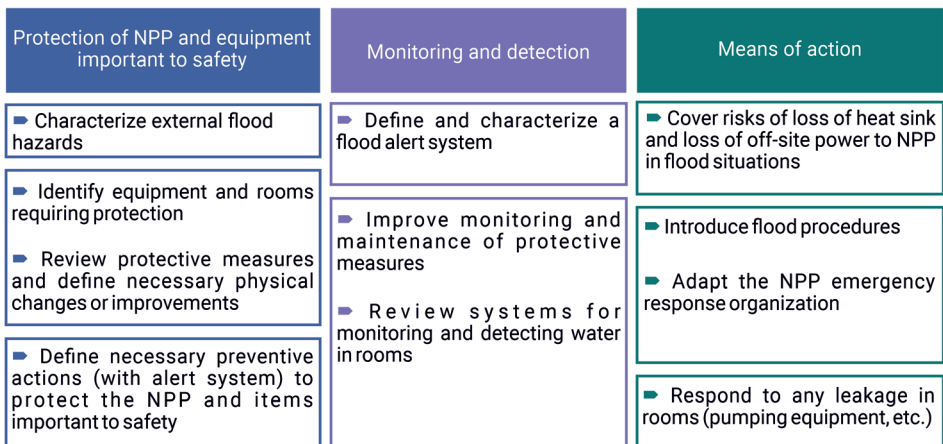 Protection of NPP and equipment
important to safety
Characterize external flood
hazards
Identify equipment and rooms
requiring protection
Review protective measures
and define necessary physical
changes or improvements
Define necessary preventive
actions (with alert system) to
protect the NPP and items
important to safety
Monitoring and detection
Define and characterize a
flood alert system
Improve monitoring and
maintenance of protective
measures
Review systems for
monitoring and detecting water
in rooms
Means of action
Cover risks of loss of heat sink
and loss of off-site power to NPP
in flood situations
Introduce flood procedures
Adapt the NPP emergency
response organization
Respond to any leakage in
rooms (pumping equipment, etc.)